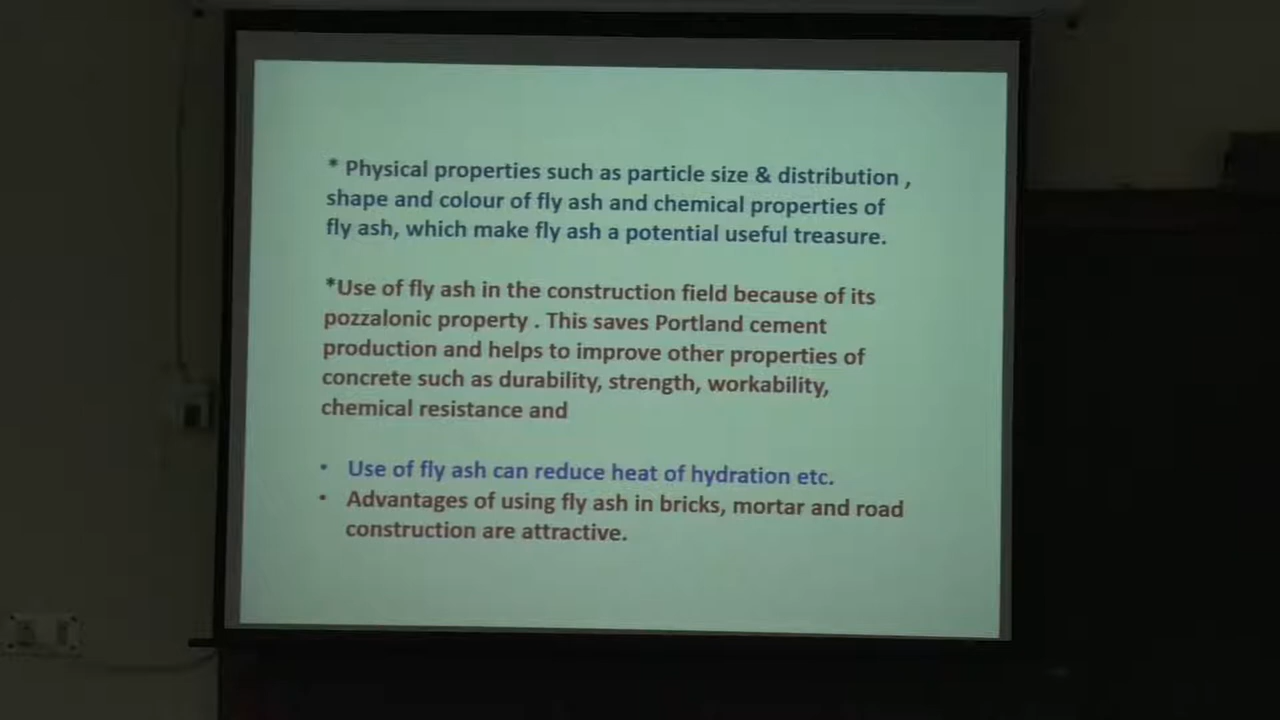 * Physical properties such as particle size & distribution ,
shape and colour of fly ash and chemical properties of
fly ash, which make fly ash a potential useful treasure.
*Use of fly ash in the construction field because of its
pozzalonic property . This saves Portland cement
production and helps to improve other properties of
concrete such as durability, strength, workability,
chemical resistance and
• Use of fly ash can reduce heat of hydration etc.
• Advantages of using fly ash in bricks, mortar and road
construction are attractive.